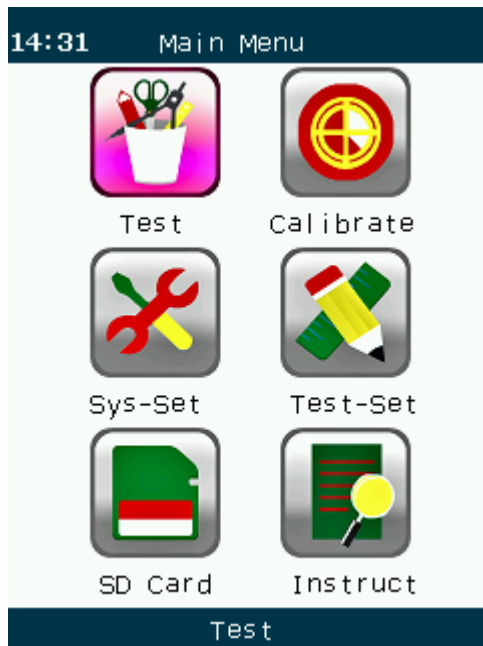 14:31 Main Menu
Test Calibrate
Sys-Set Test-Set
SD Card Instruct
Test